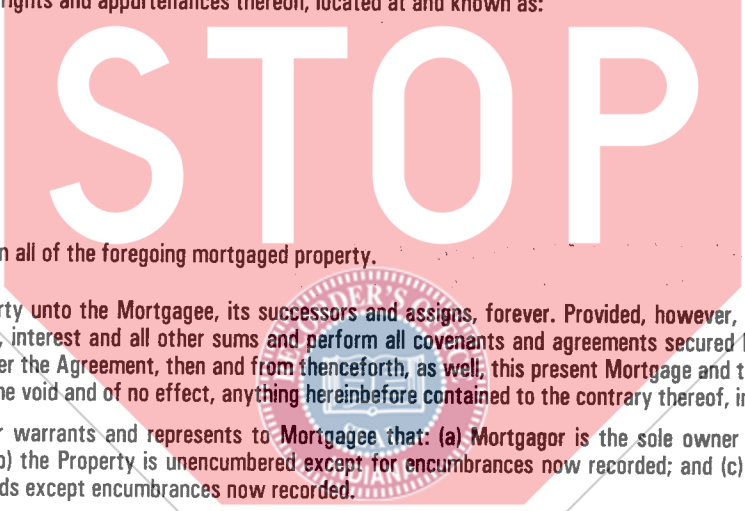 rights and appurtenances thereon, located at and known as:
STOP
n all of the foregoing mortgaged property.
rty unto the Mortgagee, its successors and assigns, forever. Provided, however,
, interest and all other sums and perform all covenants and agreements secured
er the Agreement, then and from thenceforth, as well, this present Mortgage and t
ne void and of no effect, anything hereinbefore contained to the contrary thereof, i
r warrants and represents to Mortgagee that: (a) Mortgagor is the sole owner
o) the Property is unencumbered except for encumbrances now recorded; and (c)
ds except encumbrances now recorded.